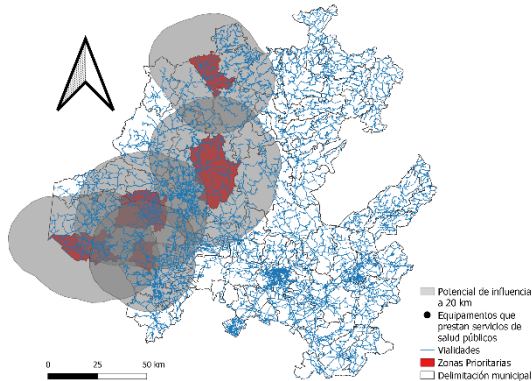 Potencial de influencia
a 20 km
Equipamentos que
prestan servicios de
salud públicos
Vialidades
Zonas Prioritarias
Delimitación municipal
0 25 50 km